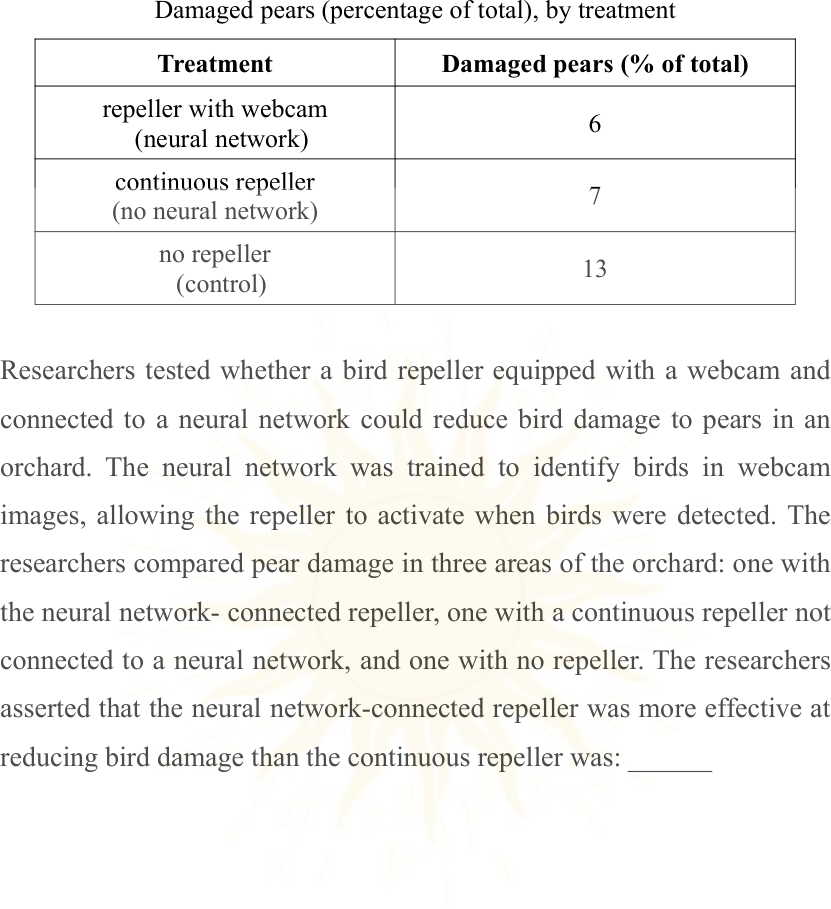 Damaged pears (percentage of total), by treatment
Treatment Damaged pears (% of total)
repeller with webcam
(neural network)
6
continuous repeller
(no neural network)
7
no repeller
(control)
13
Researchers tested whether a bird repeller equipped with a webcam and
connected to a neural network could reduce bird damage to pears in an
orchard. The neural network was trained to identify birds in webcam
images, allowing the repeller to activate when birds were detected. The
researchers compared pear damage in three areas of the orchard: one with
the neural network- connected repeller, one with a continuous repeller not
connected to a neural network, and one with no repeller. The researchers
asserted that the neural network-connected repeller was more effective at
reducing bird damage than the continuous repeller was: ______